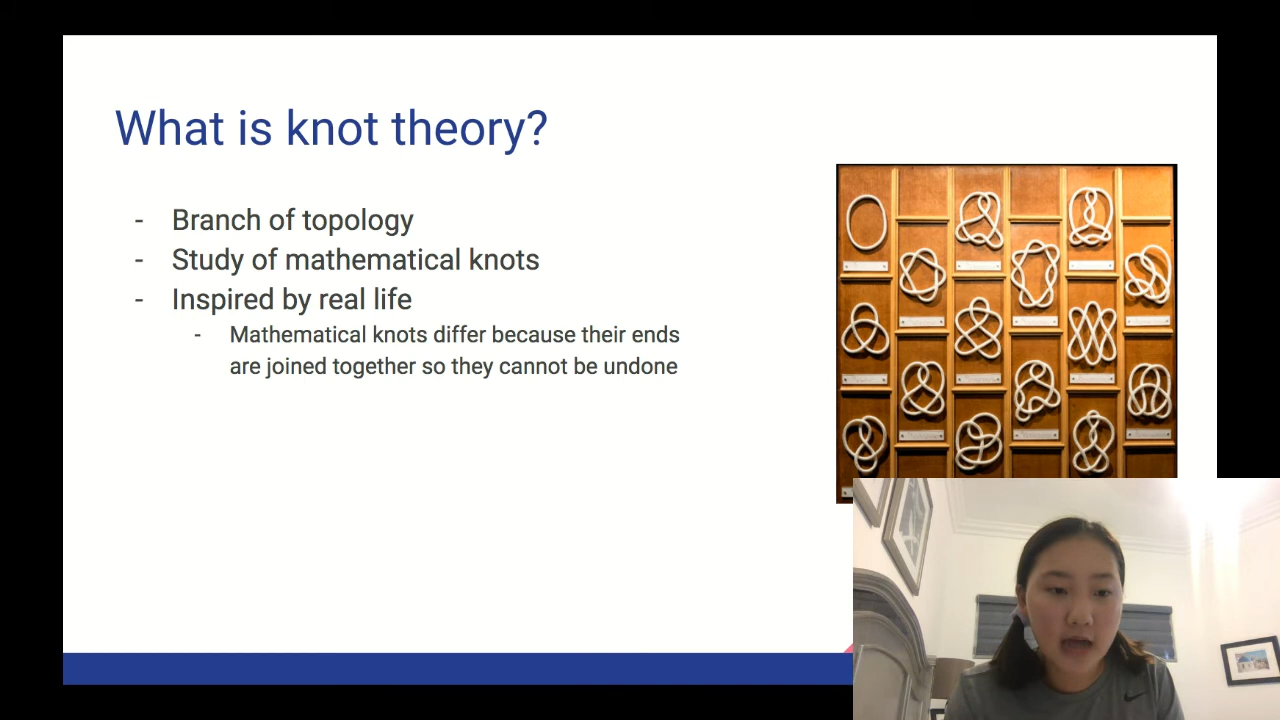 What is knot theory?
- Branch of topology
- Study of mathematical knots
- Inspired by real life
- Mathematical knots differ because their ends
are joined together so they cannot be undone